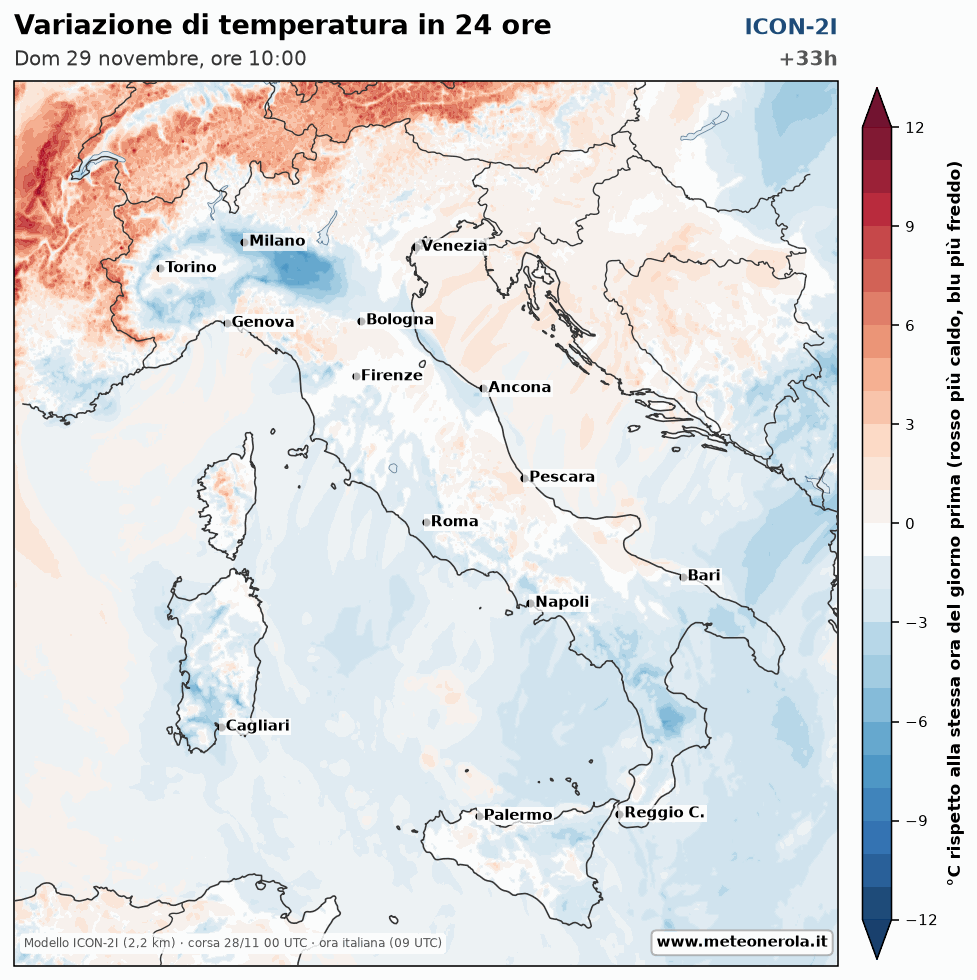 Variazione di temperatura in 24 ore
ICON-2I
Dom 29 novembre, ore 10:00
+33h
Milano
Venezia
Torino
Genova
Bologna
Firenze
Ancona
Pescara
Roma
Bari
Napoli
Cagliari
Palermo
Reggio C.
12
9
6
3
0
−3
−6
−9
−12
°C rispetto alla stessa ora del giorno prima (rosso più caldo, blu più freddo)
Modello ICON-2I (2,2 km) · corsa 28/11 00 UTC · ora italiana (09 UTC)
www.meteonerola.it